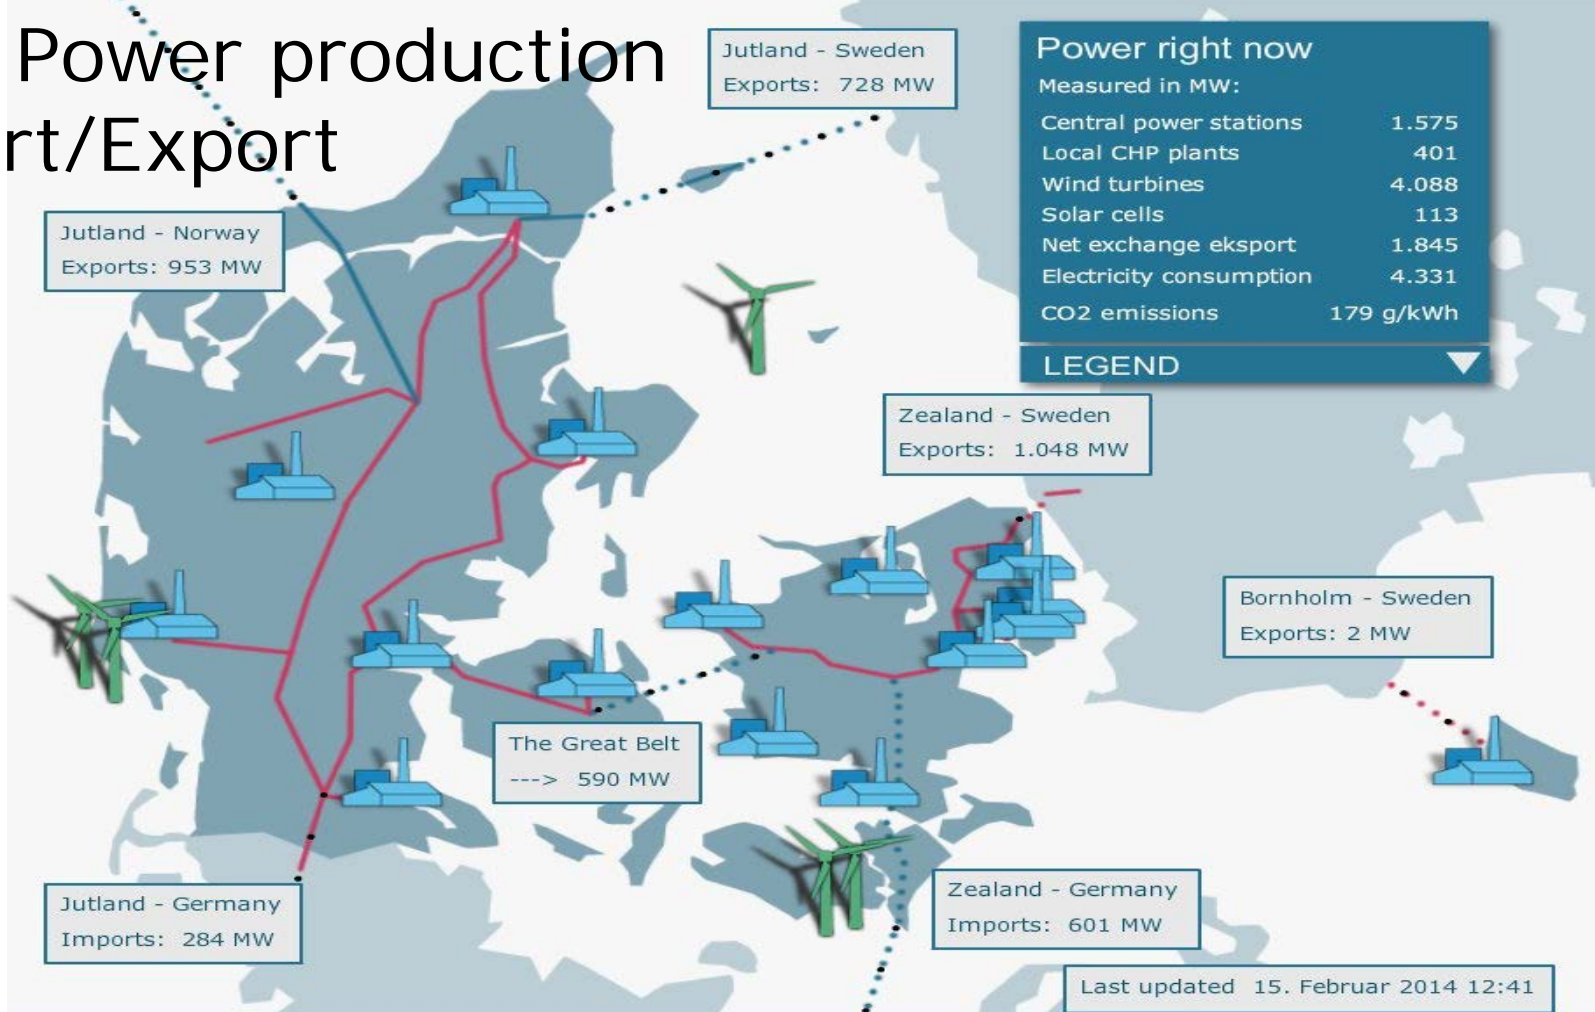 Power production
rt/Export
Jutland - Sweden
Exports: 728 MW
Power right now
Measured in MW:
Central power stations 1.575
Local CHP plants 401
Wind turbines 4.088
Solar cells 113
Net exchange eksport 1.845
Electricity consumption 4.331
CO2 emissions 179 g/kWh
LEGEND
Jutland - Norway
Exports: 953 MW
Zealand - Sweden
Exports: 1.048 MW
Bornholm - Sweden
Exports: 2 MW
The Great Belt
---> 590 MW
Jutland - Germany
Imports: 284 MW
Zealand - Germany
Imports: 601 MW
Last updated 15. Februar 2014 12:41